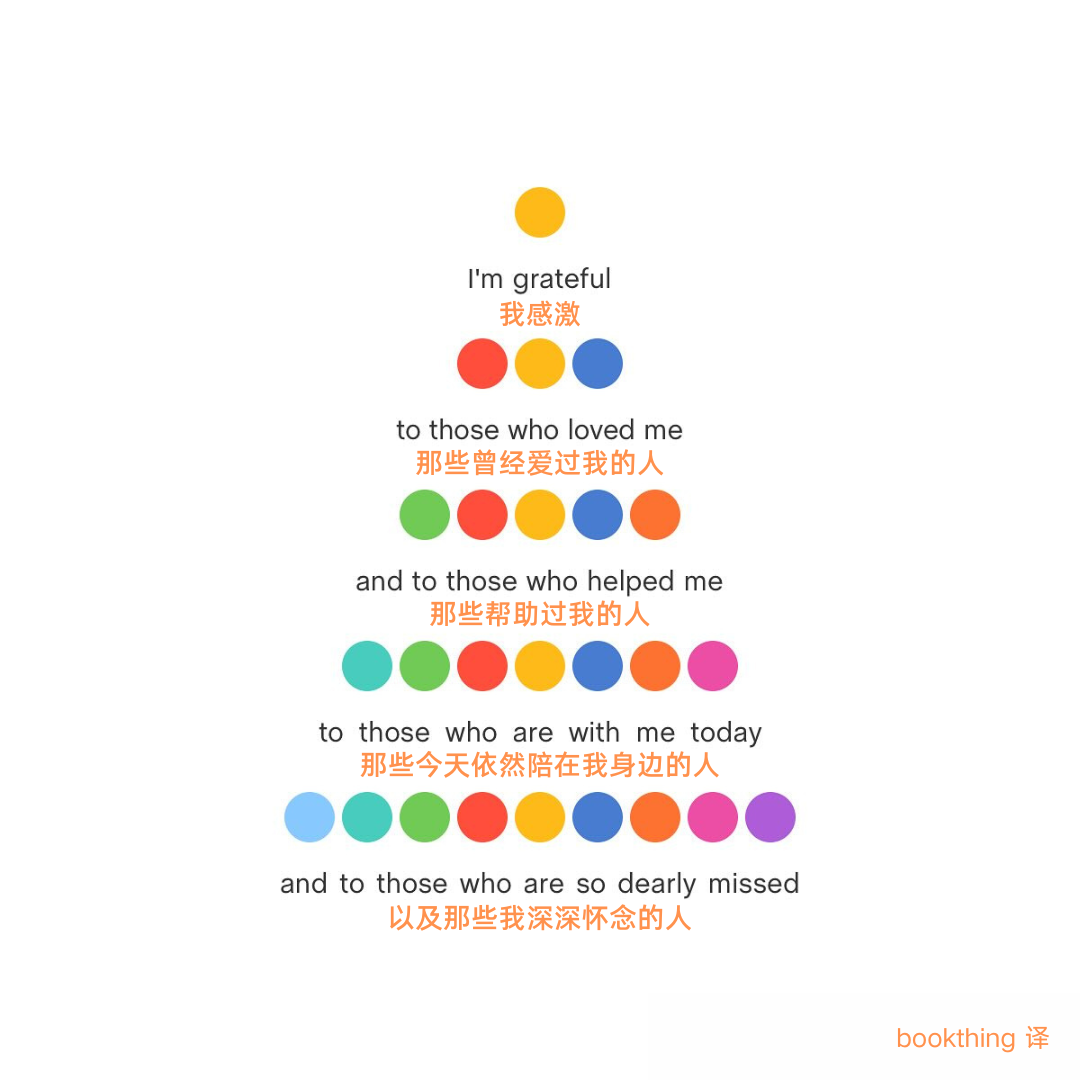 I'm grateful
我感激
to those who loved me
那些曾经爱过我的人
and to those who helped me
那些帮助过我的人
to those who are with me today
那些今天依然陪在我身边的人
and to those who are so dearly missed
以及那些我深深怀念的人
bookthing 译